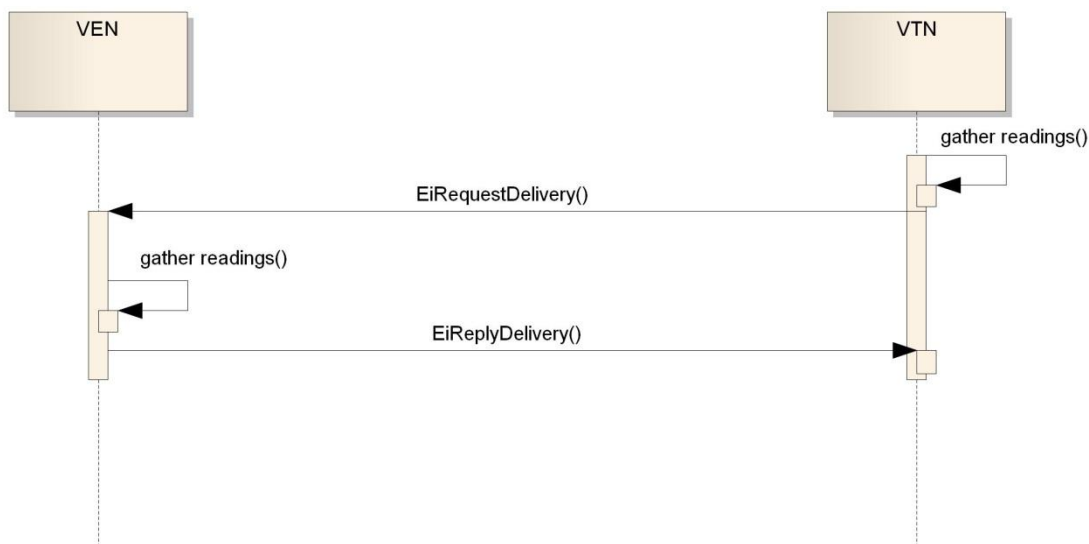 VEN
VTN
gather readings()
EiRequestDelivery()
gather readings()
EiReplyDelivery()